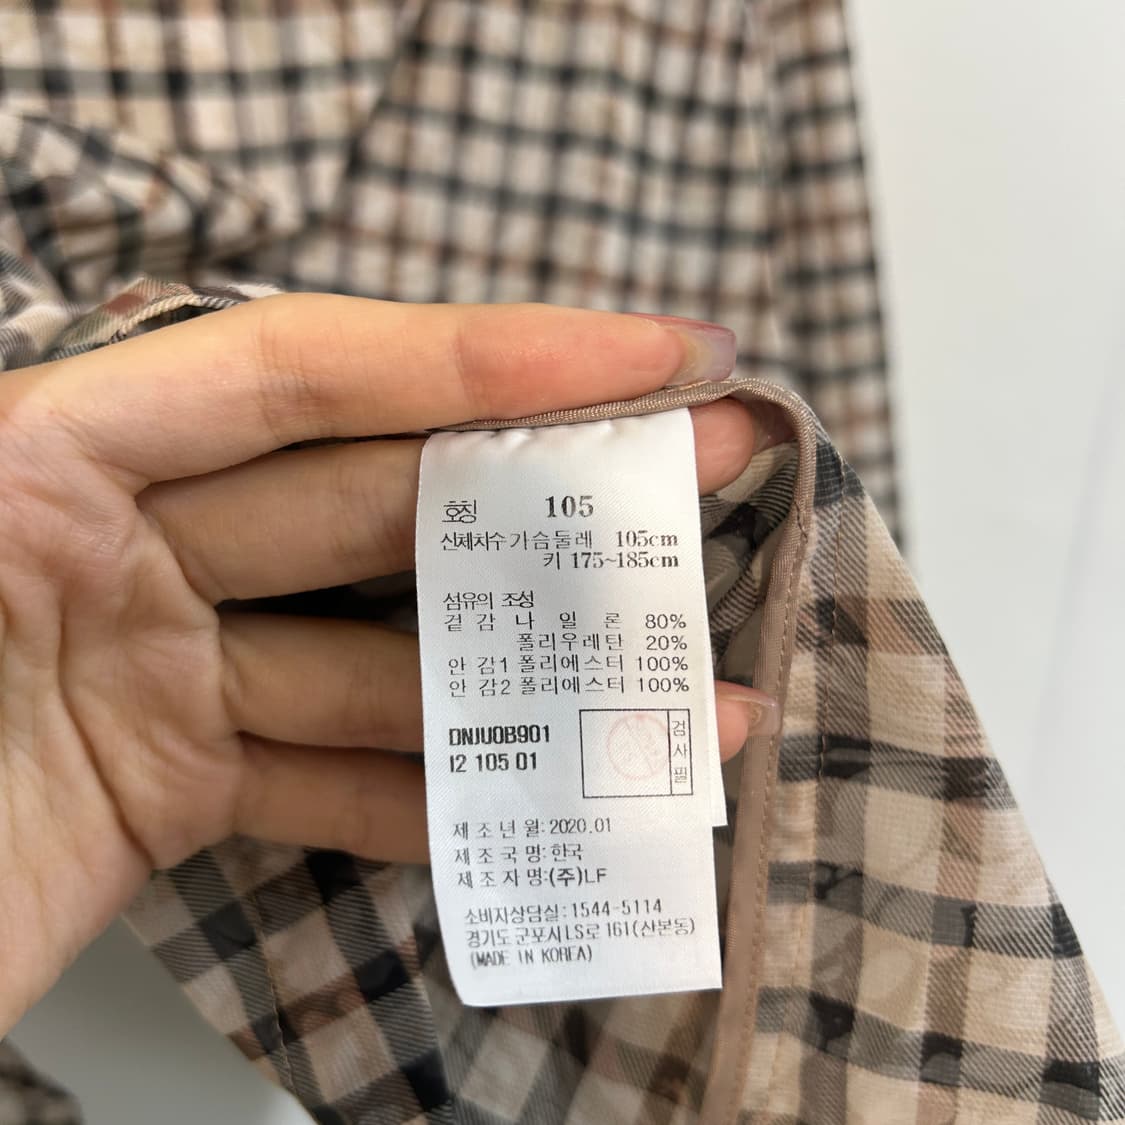 호칭 105
신체치수 가슴둘레 105cm
키 175~185cm
섬유의 조성
겉감 나일론 80%
폴리우레탄 20%
안감1 폴리에스터 100%
안감2 폴리에스터 100%
DNJU0B901
I2 105 01
검사필
제조년월: 2020.01
제조국명: 한국
제조자명: (주)LF
소비자상담실: 1544-5114
경기도 군포시 LS로 161(산본동)
(MADE IN KOREA)